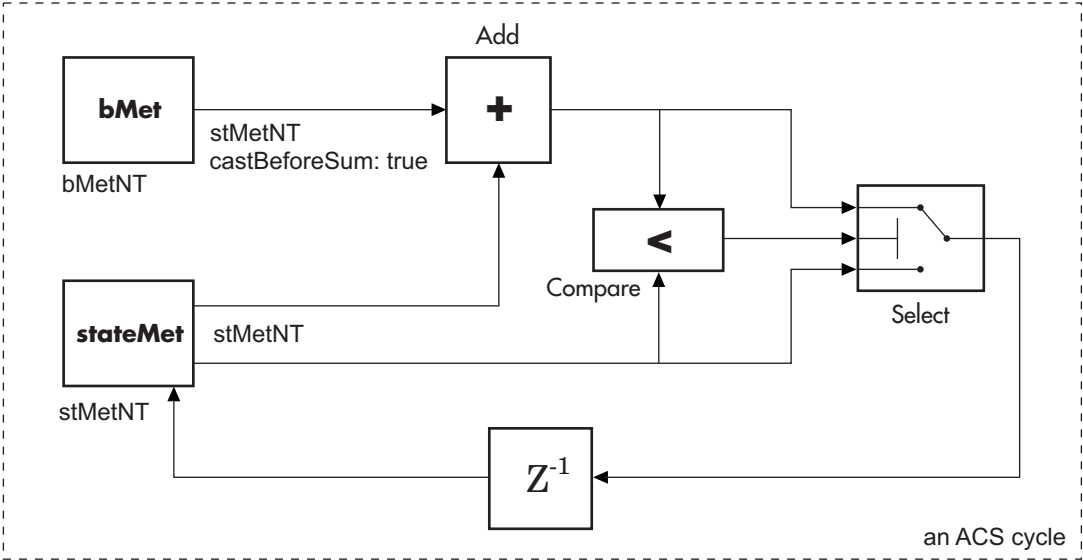 Add
bMet
+
stMetNT
castBeforeSum: true
bMetNT
<
Compare
Select
stateMet
stMetNT
stMetNT
Z-1
an ACS cycle